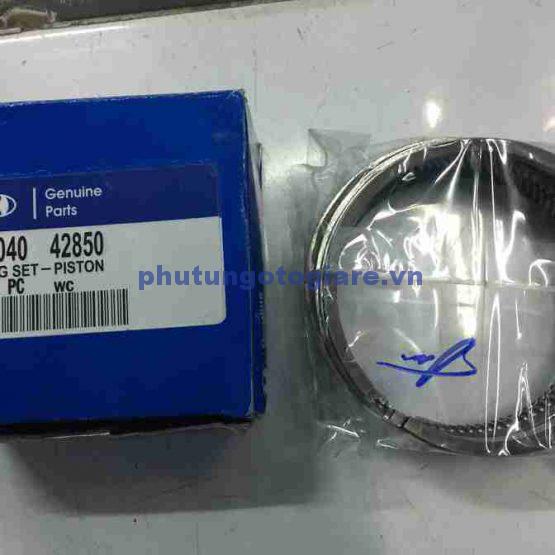 Genuine
Parts
040 42850
G SET-PISTON
PC WC
phutungotogiare.vn